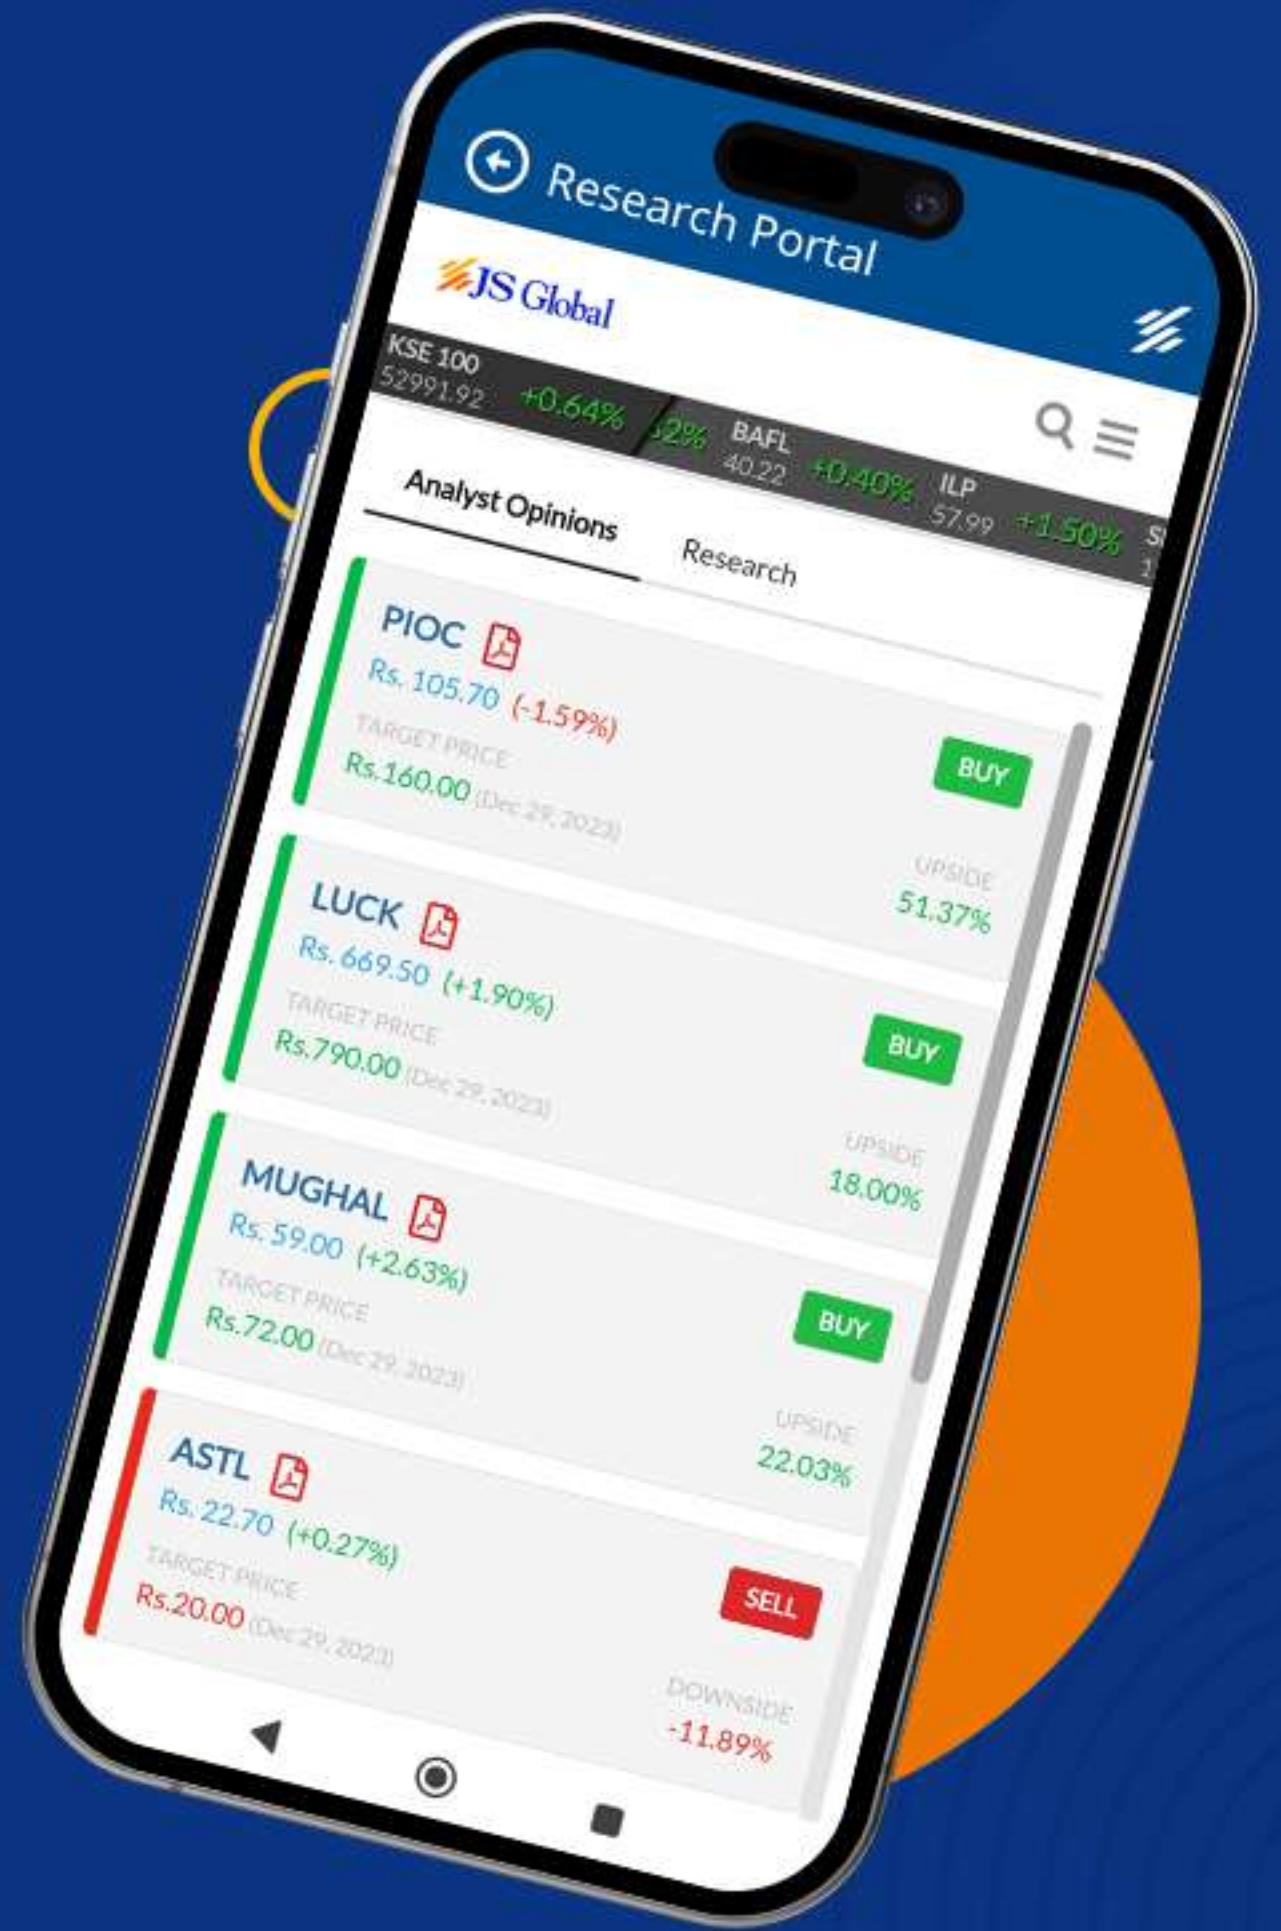 Research Portal
JS Global
KSE 100
52991.92
+0.64%
2%
BAFL
40.22
+0.40%
ILP
57.99
+1.50%
Analyst Opinions
Research
PIOC
Rs. 105.70 (-1.59%)
TARGET PRICE
Rs.160.00 (Dec 29, 2023)
BUY
UPSIDE
51.37%
LUCK
Rs. 669.50 (+1.90%)
TARGET PRICE
Rs.790.00 (Dec 29, 2023)
BUY
UPSIDE
18.00%
MUGHAL
Rs. 59.00 (+2.63%)
TARGET PRICE
Rs.72.00 (Dec 29, 2023)
BUY
UPSIDE
22.03%
ASTL
Rs. 22.70 (+0.27%)
TARGET PRICE
Rs.20.00 (Dec 29, 2023)
SELL
DOWNSIDE
-11.89%